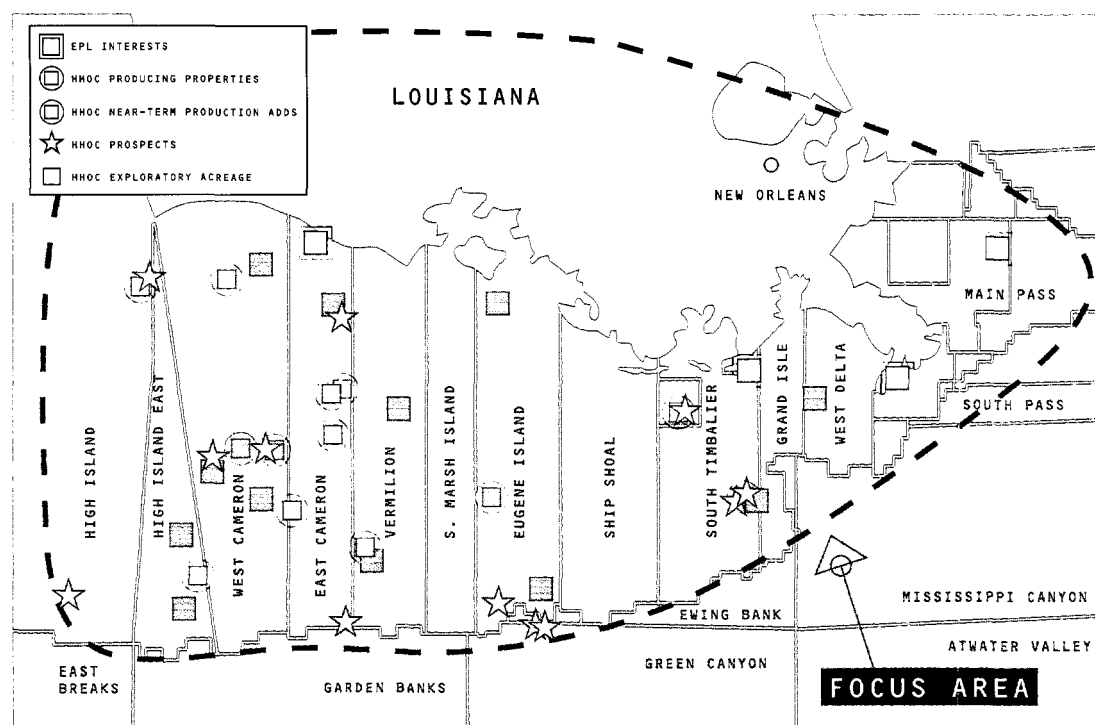 EPL INTERESTS
HHOC PRODUCING PROPERTIES
HHOC NEAR-TERM PRODUCTION ADDS
HHOC PROSPECTS
HHOC EXPLORATORY ACREAGE
LOUISIANA
NEW ORLEANS
MAIN PASS
SOUTH PASS
HIGH ISLAND
HIGH ISLAND EAST
WEST CAMERON
EAST CAMERON
VERMILION
S. MARSH ISLAND
EUGENE ISLAND
SHIP SHOAL
SOUTH TIMBALIER
GRAND ISLE
WEST DELTA
MISSISSIPPI CANYON
EWING BANK
ATWATER VALLEY
GREEN CANYON
EAST
BREAKS
GARDEN BANKS
FOCUS AREA